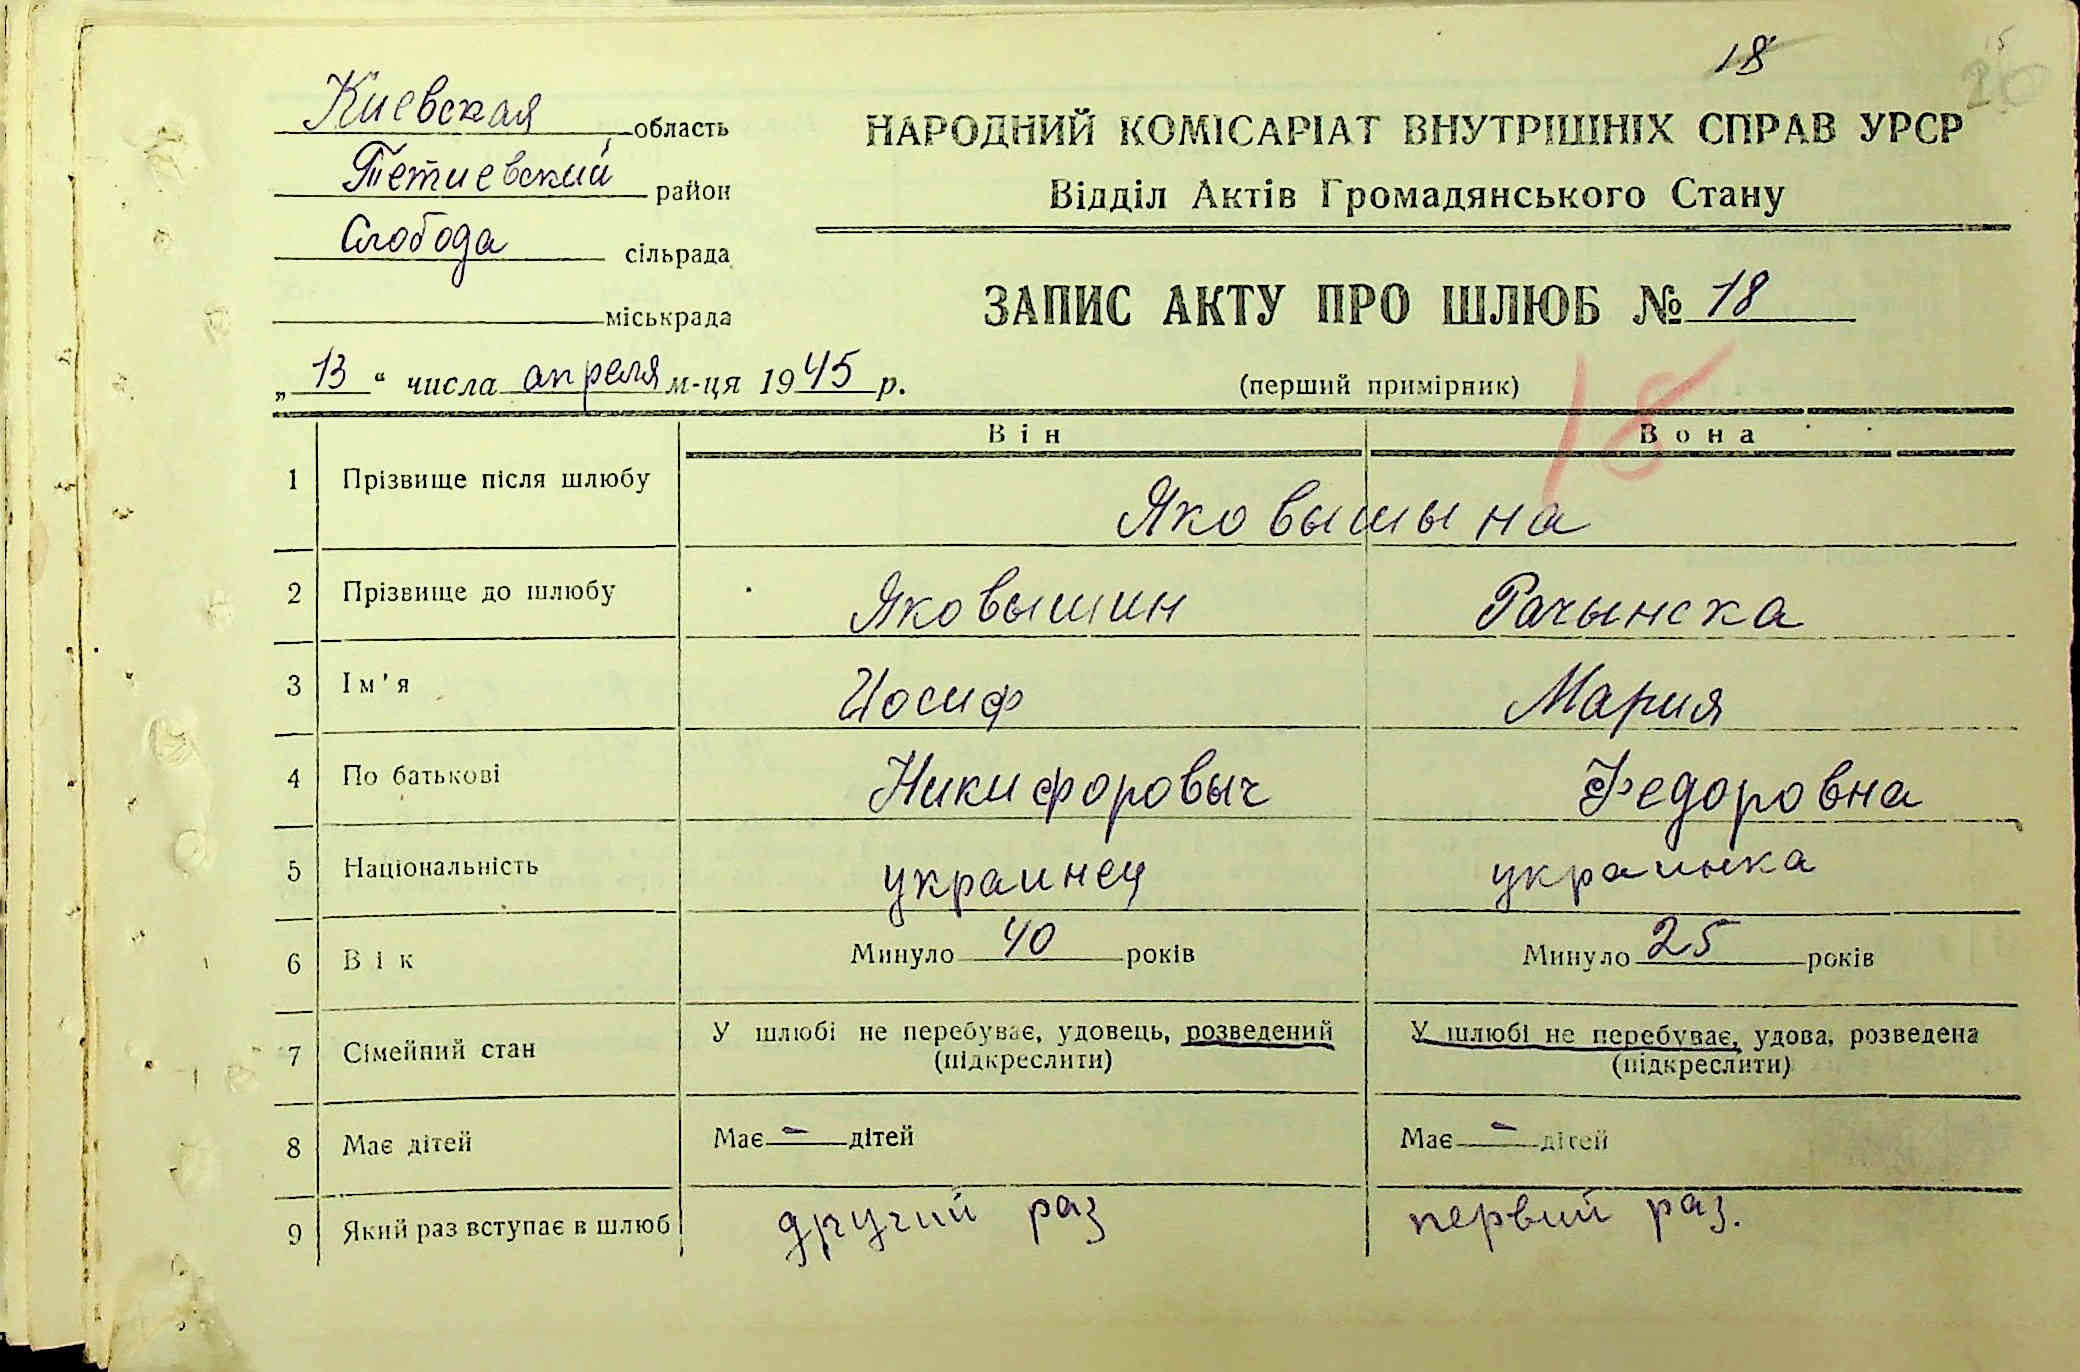 18
20
Киевская область
Тетиевский район
Слобода сільрада
міськрада
НАРОДНИЙ КОМІСАРІАТ ВНУТРІШНІХ СПРАВ УРСР
Відділ Актів Громадянського Стану
ЗАПИС АКТУ ПРО ШЛЮБ № 18
„ 13 " числа апреля м-ця 1945 р.
(перший примірник)
18
Він Вона
1 Прізвище після шлюбу Яковышына
2 Прізвище до шлюбу Яковышин Рачынска
3 Ім'я Иосиф Мария
4 По батькові Никифоровыч Федоровна
5 Національність украинец украинка
6 Вік Минуло 40 років Минуло 25 років
7 Сімейний стан У шлюбі не перебуває, удовець, розведений (підкреслити) У шлюбі не перебуває, удова, розведена (підкреслити)
8 Має дітей Має – дітей Має – дітей
9 Який раз вступає в шлюб другий раз первий раз.